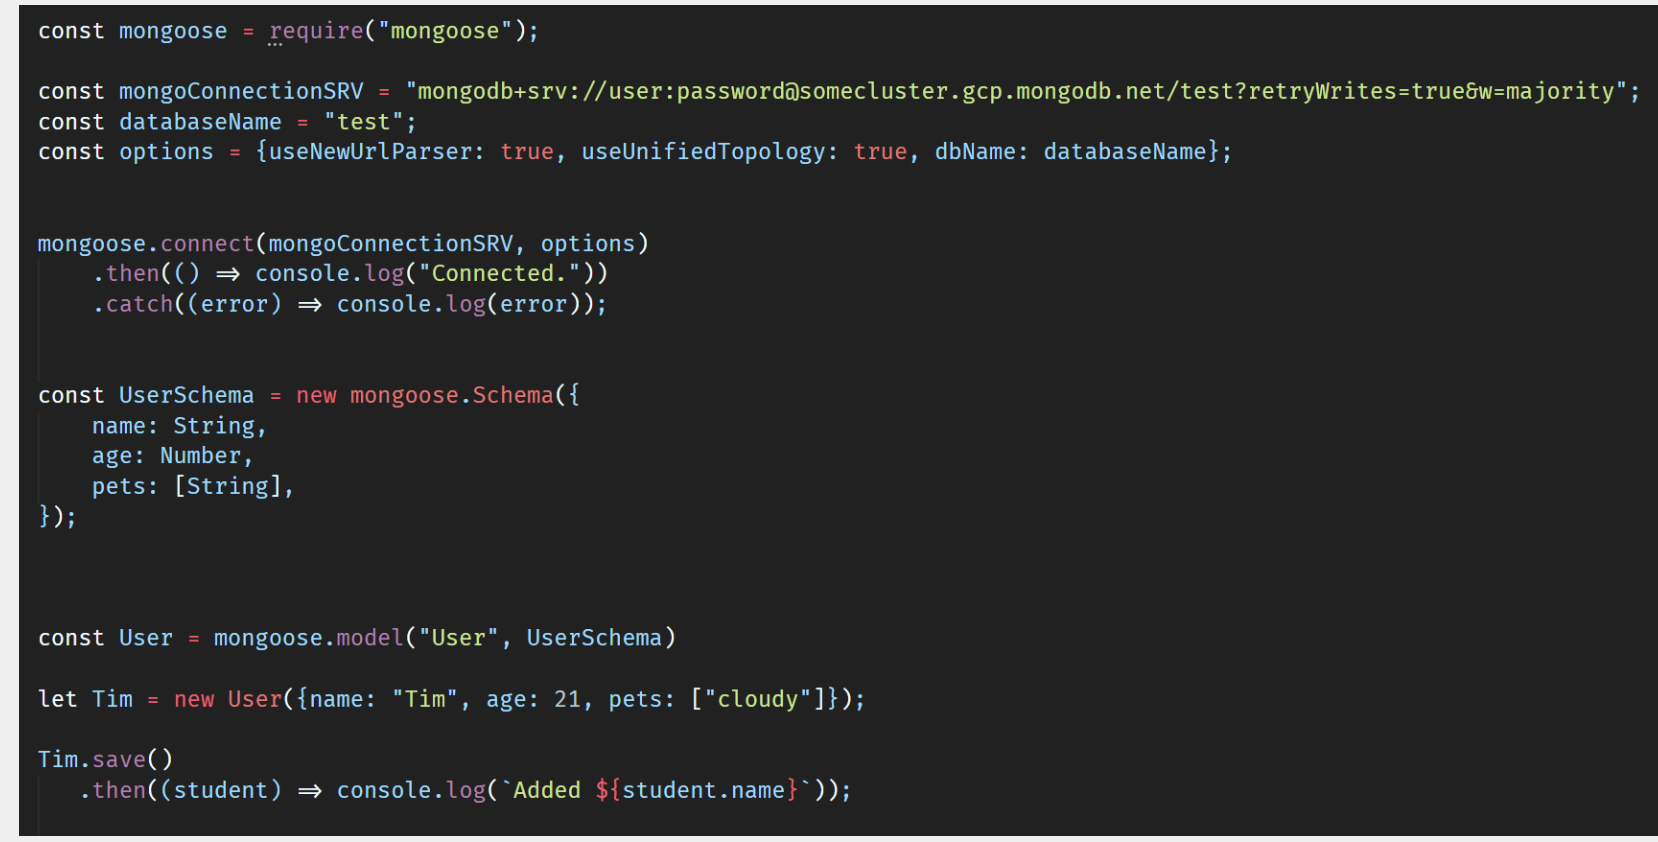 const mongoose = require("mongoose");
const mongoConnectionSRV = "mongodb+srv://user:password@somecluster.gcp.mongodb.net/test?retryWrites=true&w=majority";
const databaseName = "test";
const options = {useNewUrlParser: true, useUnifiedTopology: true, dbName: databaseName};
mongoose.connect(mongoConnectionSRV, options)
    .then(() => console.log("Connected."))
    .catch((error) => console.log(error));
const UserSchema = new mongoose.Schema({
    name: String,
    age: Number,
    pets: [String],
});
const User = mongoose.model("User", UserSchema)
let Tim = new User({name: "Tim", age: 21, pets: ["cloudy"]});
Tim.save()
   .then((student) => console.log(`Added ${student.name}`));